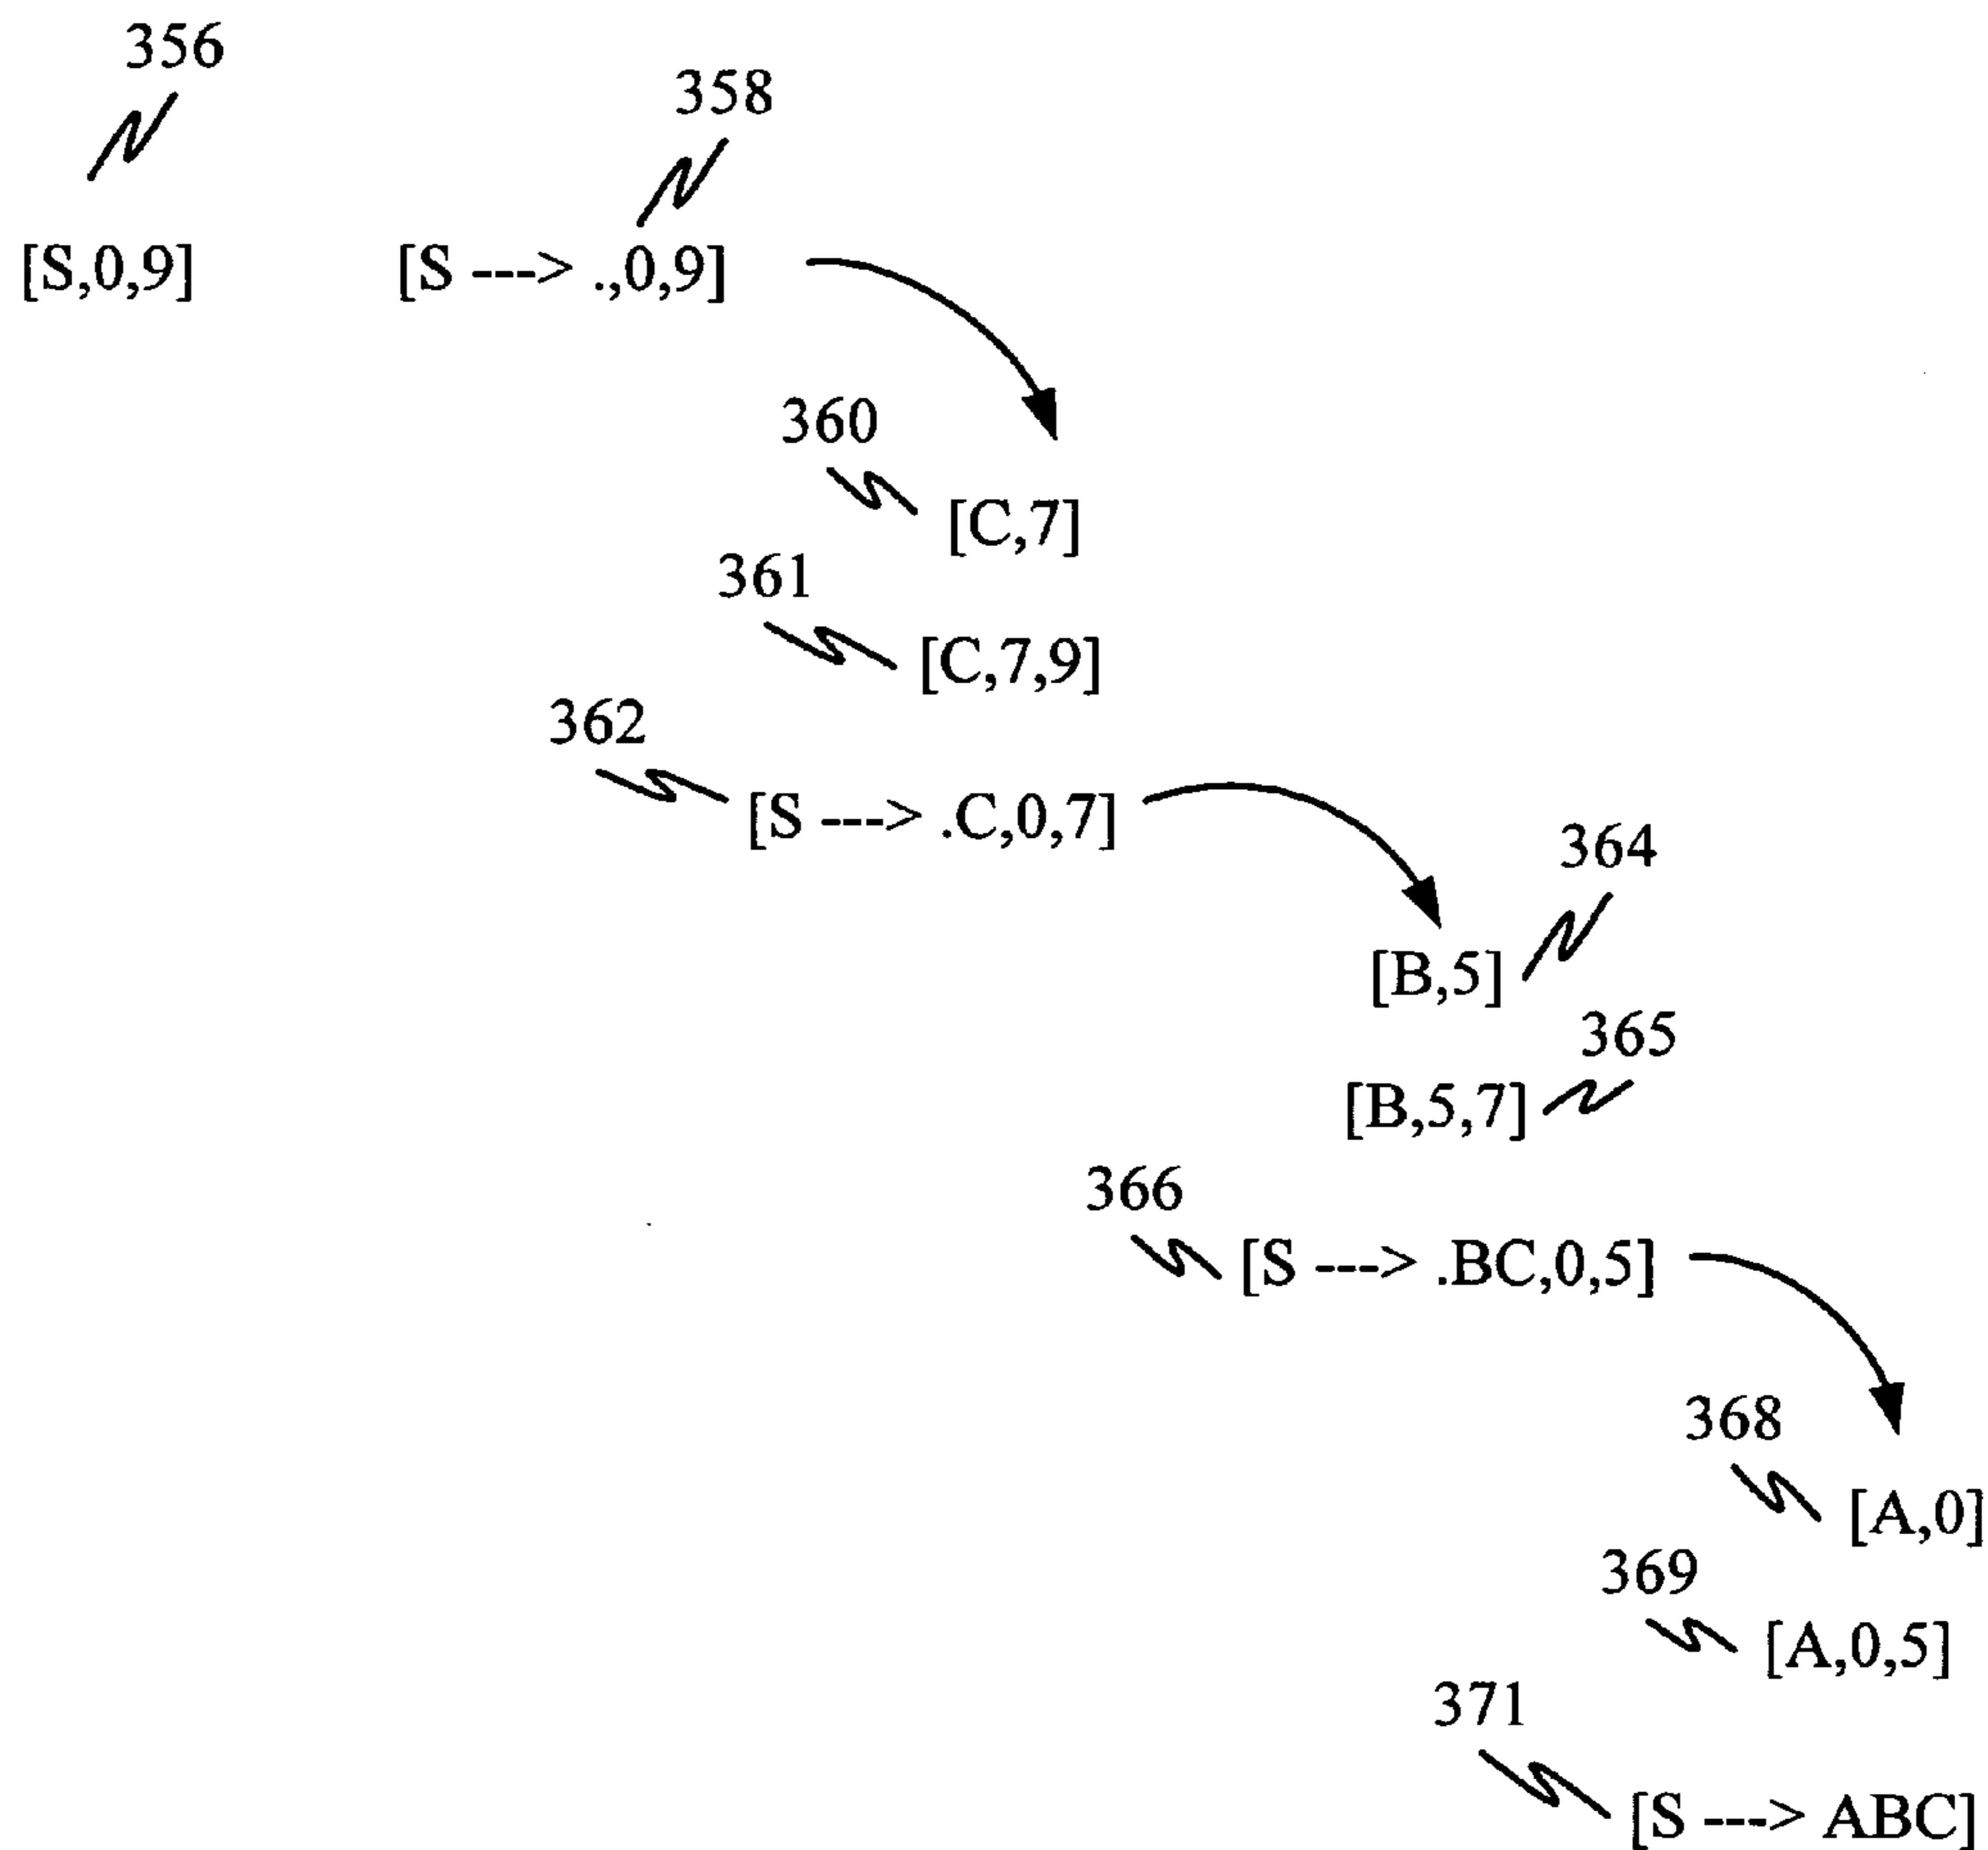 356
358
[S,0,9]
[S ---> .,0,9]
360
[C,7]
361
[C,7,9]
362
[S ---> .C,0,7]
364
[B,5]
365
[B,5,7]
366
[S ---> .BC,0,5]
368
[A,0]
369
[A,0,5]
371
[S ---> ABC]